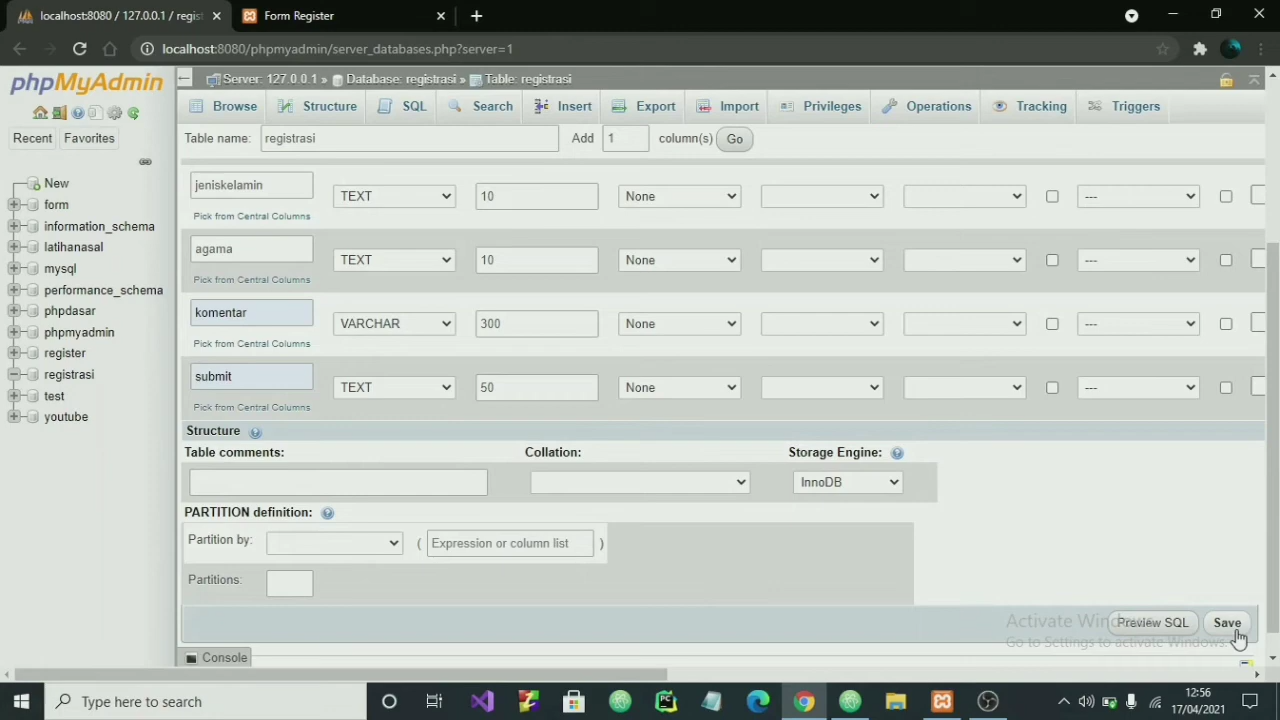 localhost:8080 / 127.0.0.1 / regist
Form Register
localhost:8080/phpmyadmin/server_databases.php?server=1
phpMyAdmin
Server: 127.0.0.1 » Database: registrasi » Table: registrasi
Browse Structure SQL Search Insert Export Import Privileges Operations Tracking Triggers
Recent Favorites
Table name: registrasi Add 1 column(s) Go
New
form
information_schema
latihanasal
mysql
performance_schema
phpdasar
phpmyadmin
register
registrasi
test
youtube
jeniskelamin TEXT 10 None ---
Pick from Central Columns
agama TEXT 10 None ---
Pick from Central Columns
komentar VARCHAR 300 None ---
Pick from Central Columns
submit TEXT 50 None ---
Pick from Central Columns
Structure
Table comments: Collation: Storage Engine:
InnoDB
PARTITION definition:
Partition by: ( Expression or column list )
Partitions:
Preview SQL Save
Activate Windows
Go to Settings to activate Windows.
Console
Type here to search
12:56
17/04/2021